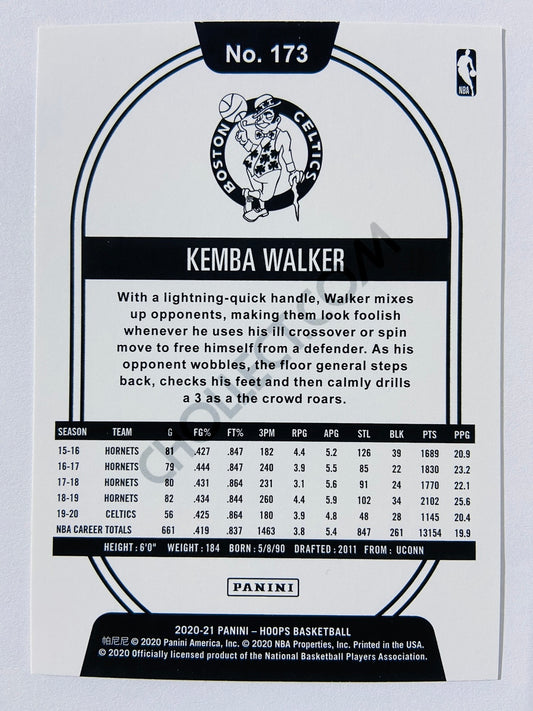 No. 173
NBA
BOSTON CELTICS
KEMBA WALKER
With a lightning-quick handle, Walker mixes
up opponents, making them look foolish
whenever he uses his ill crossover or spin
move to free himself from a defender. As his
opponent wobbles, the floor general steps
back, checks his feet and then calmly drills
a 3 as a the crowd roars.
CHOLLECT.COM
SEASON TEAM G FG% FT% 3PM RPG APG STL BLK PTS PPG
15-16 HORNETS 81 .427 .847 182 4.4 5.2 126 39 1689 20.9
16-17 HORNETS 79 .444 .847 240 3.9 5.5 85 22 1830 23.2
17-18 HORNETS 80 .431 .864 231 3.1 5.6 91 24 1770 22.1
18-19 HORNETS 82 .434 .844 260 4.4 5.9 102 34 2102 25.6
19-20 CELTICS 56 .425 .864 180 3.9 4.8 48 28 1145 20.4
NBA CAREER TOTALS 661 .419 .837 1463 3.8 5.4 847 261 13154 19.9
HEIGHT: 6'0" WEIGHT: 184 BORN: 5/8/90 DRAFTED: 2011 FROM: UCONN
PANINI
2020-21 PANINI – HOOPS BASKETBALL
帕尼尼 © 2020 Panini America, Inc. © 2020 NBA Properties, Inc. Printed in the USA.
© 2020 Officially licensed product of the National Basketball Players Association.